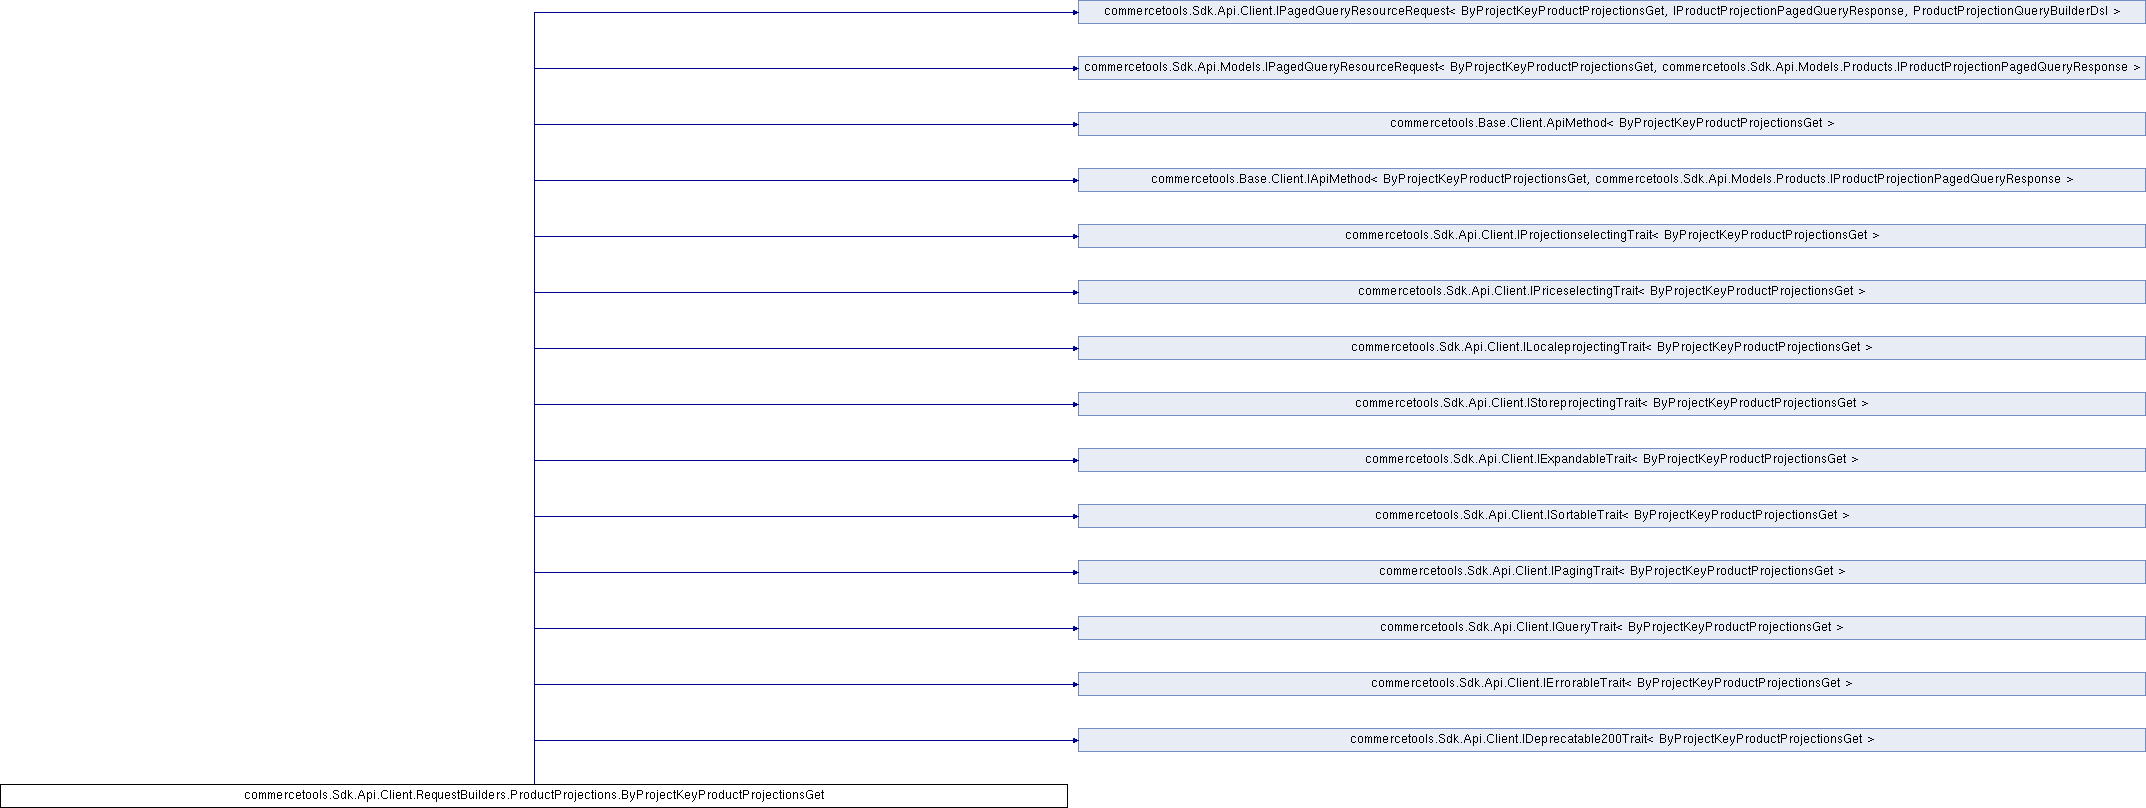 commercetools.Sdk.Api.Client.IPagedQueryResourceRequest< ByProjectKeyProductProjectionsGet, IProductProjectionPagedQueryResponse, ProductProjectionQueryBuilderDsl >
commercetools.Sdk.Api.Models.IPagedQueryResourceRequest< ByProjectKeyProductProjectionsGet, commercetools.Sdk.Api.Models.Products.IProductProjectionPagedQueryResponse >
commercetools.Base.Client.ApiMethod< ByProjectKeyProductProjectionsGet >
commercetools.Base.Client.IApiMethod< ByProjectKeyProductProjectionsGet, commercetools.Sdk.Api.Models.Products.IProductProjectionPagedQueryResponse >
commercetools.Sdk.Api.Client.IProjectionselectingTrait< ByProjectKeyProductProjectionsGet >
commercetools.Sdk.Api.Client.IPriceselectingTrait< ByProjectKeyProductProjectionsGet >
commercetools.Sdk.Api.Client.ILocaleprojectingTrait< ByProjectKeyProductProjectionsGet >
commercetools.Sdk.Api.Client.IStoreprojectingTrait< ByProjectKeyProductProjectionsGet >
commercetools.Sdk.Api.Client.IExpandableTrait< ByProjectKeyProductProjectionsGet >
commercetools.Sdk.Api.Client.ISortableTrait< ByProjectKeyProductProjectionsGet >
commercetools.Sdk.Api.Client.IPagingTrait< ByProjectKeyProductProjectionsGet >
commercetools.Sdk.Api.Client.IQueryTrait< ByProjectKeyProductProjectionsGet >
commercetools.Sdk.Api.Client.IErrorableTrait< ByProjectKeyProductProjectionsGet >
commercetools.Sdk.Api.Client.IDeprecatable200Trait< ByProjectKeyProductProjectionsGet >
commercetools.Sdk.Api.Client.RequestBuilders.ProductProjections.ByProjectKeyProductProjectionsGet